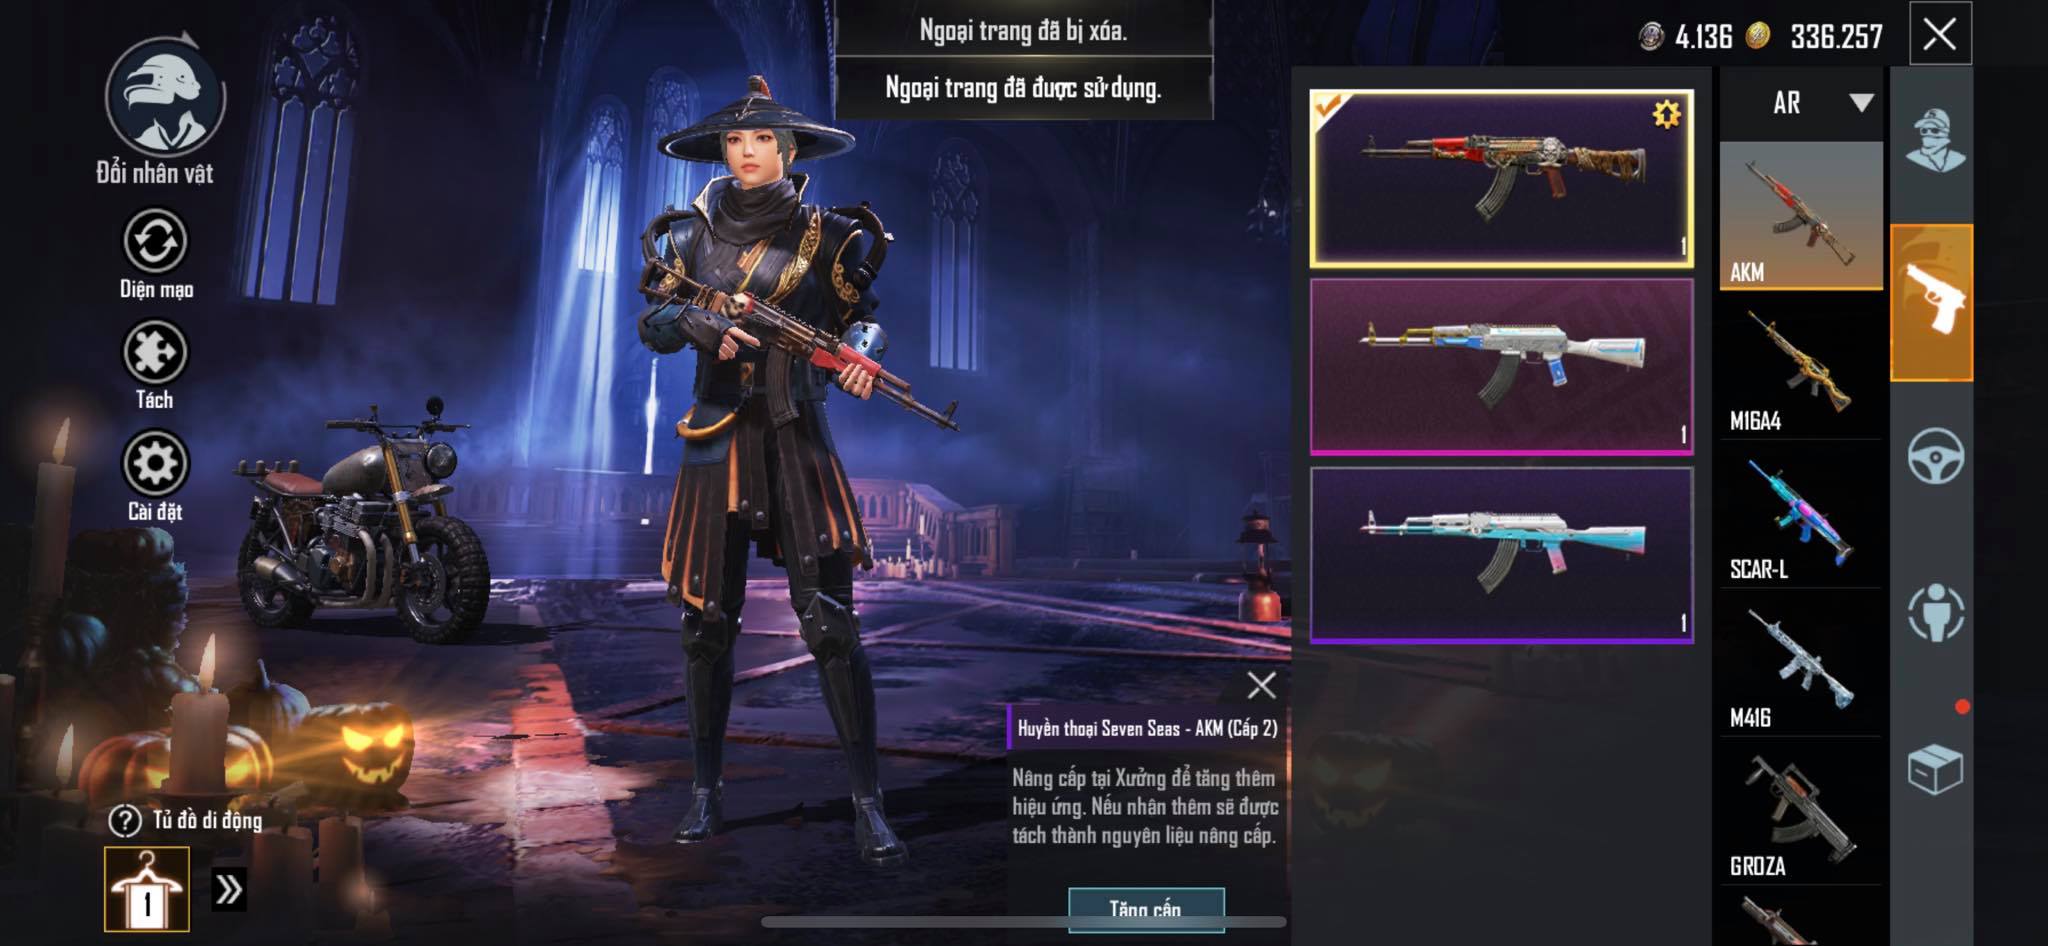 Ngoại trang đã bị xóa.
Ngoại trang đã được sử dụng.
4.136
336.257
Đổi nhân vật
Diện mạo
Tách
Cài đặt
Tủ đồ di động
1
1
1
1
AR
AKM
M16A4
SCAR-L
M416
GROZA
Huyền thoại Seven Seas - AKM (Cấp 2)
Nâng cấp tại Xưởng để tăng thêm
hiệu ứng. Nếu nhân thêm sẽ được
tách thành nguyên liệu nâng cấp.
Tăng cấp